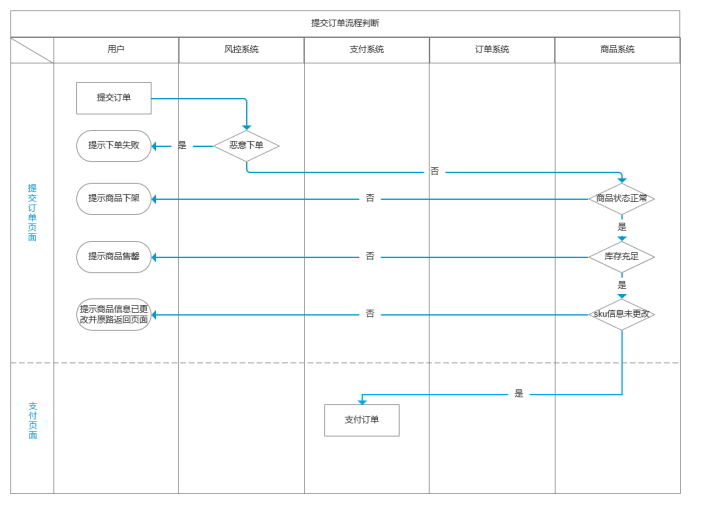 提交订单流程判断
用户
风控系统
支付系统
订单系统
商品系统
提交订单页面
提交订单
提示下单失败
是
恶意下单
否
提示商品下架
否
商品状态正常
是
提示商品售罄
否
库存充足
是
提示商品信息已更
改并原路返回页面
否
sku信息未更改
是
支付页面
支付订单